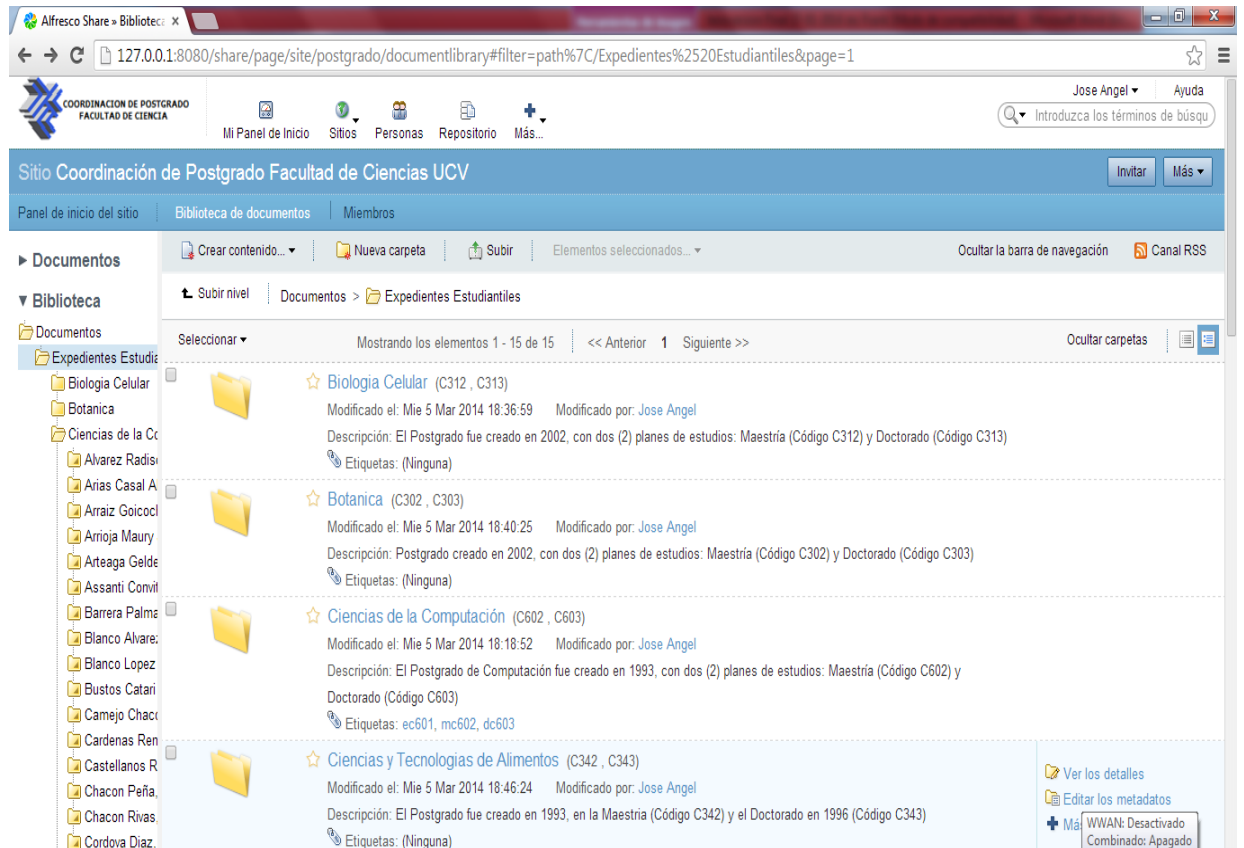 Alfresco Share » Bibliotec
127.0.0.1:8080/share/page/site/postgrado/documentlibrary#filter=path%7C/Expedientes%2520Estudiantiles&page=1
COORDINACION DE POSTGRADO
FACULTAD DE CIENCIA
Jose Angel Ayuda
Mi Panel de Inicio Sitios Personas Repositorio Más...
Introduzca los términos de búsqu
Sitio Coordinación de Postgrado Facultad de Ciencias UCV
Invitar Más
Panel de inicio del sitio Biblioteca de documentos Miembros
Documentos
Biblioteca
Documentos
Expedientes Estudia
Biologia Celular
Botanica
Ciencias de la Co
Alvarez Radis
Arias Casal A
Arraiz Goicoc
Arrioja Maury
Arteaga Gelde
Assanti Convit
Barrera Palma
Blanco Alvare
Blanco Lopez
Bustos Catari
Camejo Chaco
Cardenas Ren
Castellanos R
Chacon Peña,
Chacon Rivas
Cordova Diaz,
Crear contenido... Nueva carpeta Subir Elementos seleccionados... Ocultar la barra de navegación Canal RSS
Subir nivel Documentos > Expedientes Estudiantiles
Seleccionar Mostrando los elementos 1 - 15 de 15 << Anterior 1 Siguiente >> Ocultar carpetas
Biologia Celular (C312 , C313)
Modificado el: Mie 5 Mar 2014 18:36:59 Modificado por: Jose Angel
Descripción: El Postgrado fue creado en 2002, con dos (2) planes de estudios: Maestría (Código C312) y Doctorado (Código C313)
Etiquetas: (Ninguna)
Botanica (C302 , C303)
Modificado el: Mie 5 Mar 2014 18:40:25 Modificado por: Jose Angel
Descripción: Postgrado creado en 2002, con dos (2) planes de estudios: Maestría (Código C302) y Doctorado (Código C303)
Etiquetas: (Ninguna)
Ciencias de la Computación (C602 , C603)
Modificado el: Mie 5 Mar 2014 18:18:52 Modificado por: Jose Angel
Descripción: El Postgrado de Computación fue creado en 1993, con dos (2) planes de estudios: Maestría (Código C602) y
Doctorado (Código C603)
Etiquetas: ec601, mc602, dc603
Ciencias y Tecnologias de Alimentos (C342 , C343)
Modificado el: Mie 5 Mar 2014 18:46:24 Modificado por: Jose Angel
Descripción: El Postgrado fue creado en 1993, en la Maestria (Código C342) y el Doctorado en 1996 (Código C343)
Etiquetas: (Ninguna)
Ver los detalles
Editar los metadatos
Má
WWAN: Desactivado
Combinado: Apagado